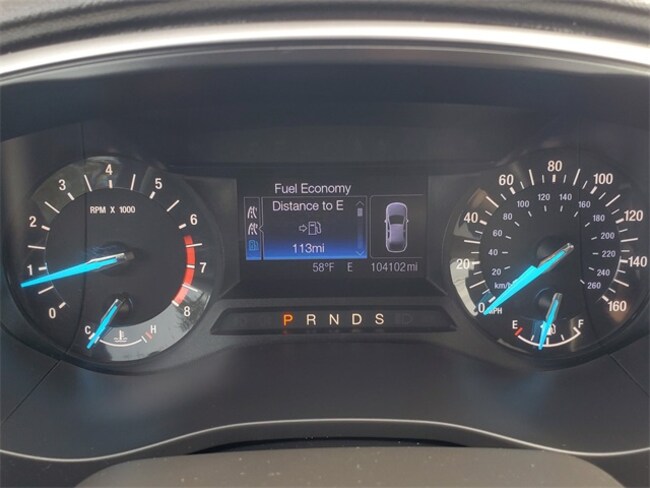 Fuel Economy
Distance to E
113mi
58°F E 104102 mi
P R N D S
RPM X 1000
0 1 2 3 4 5 6 7 8
C H
0 20 40 60 80 100 120 140 160
20 40 60 80 100 120 140 160 180 200 220 240 260
km/h
MPH
E F